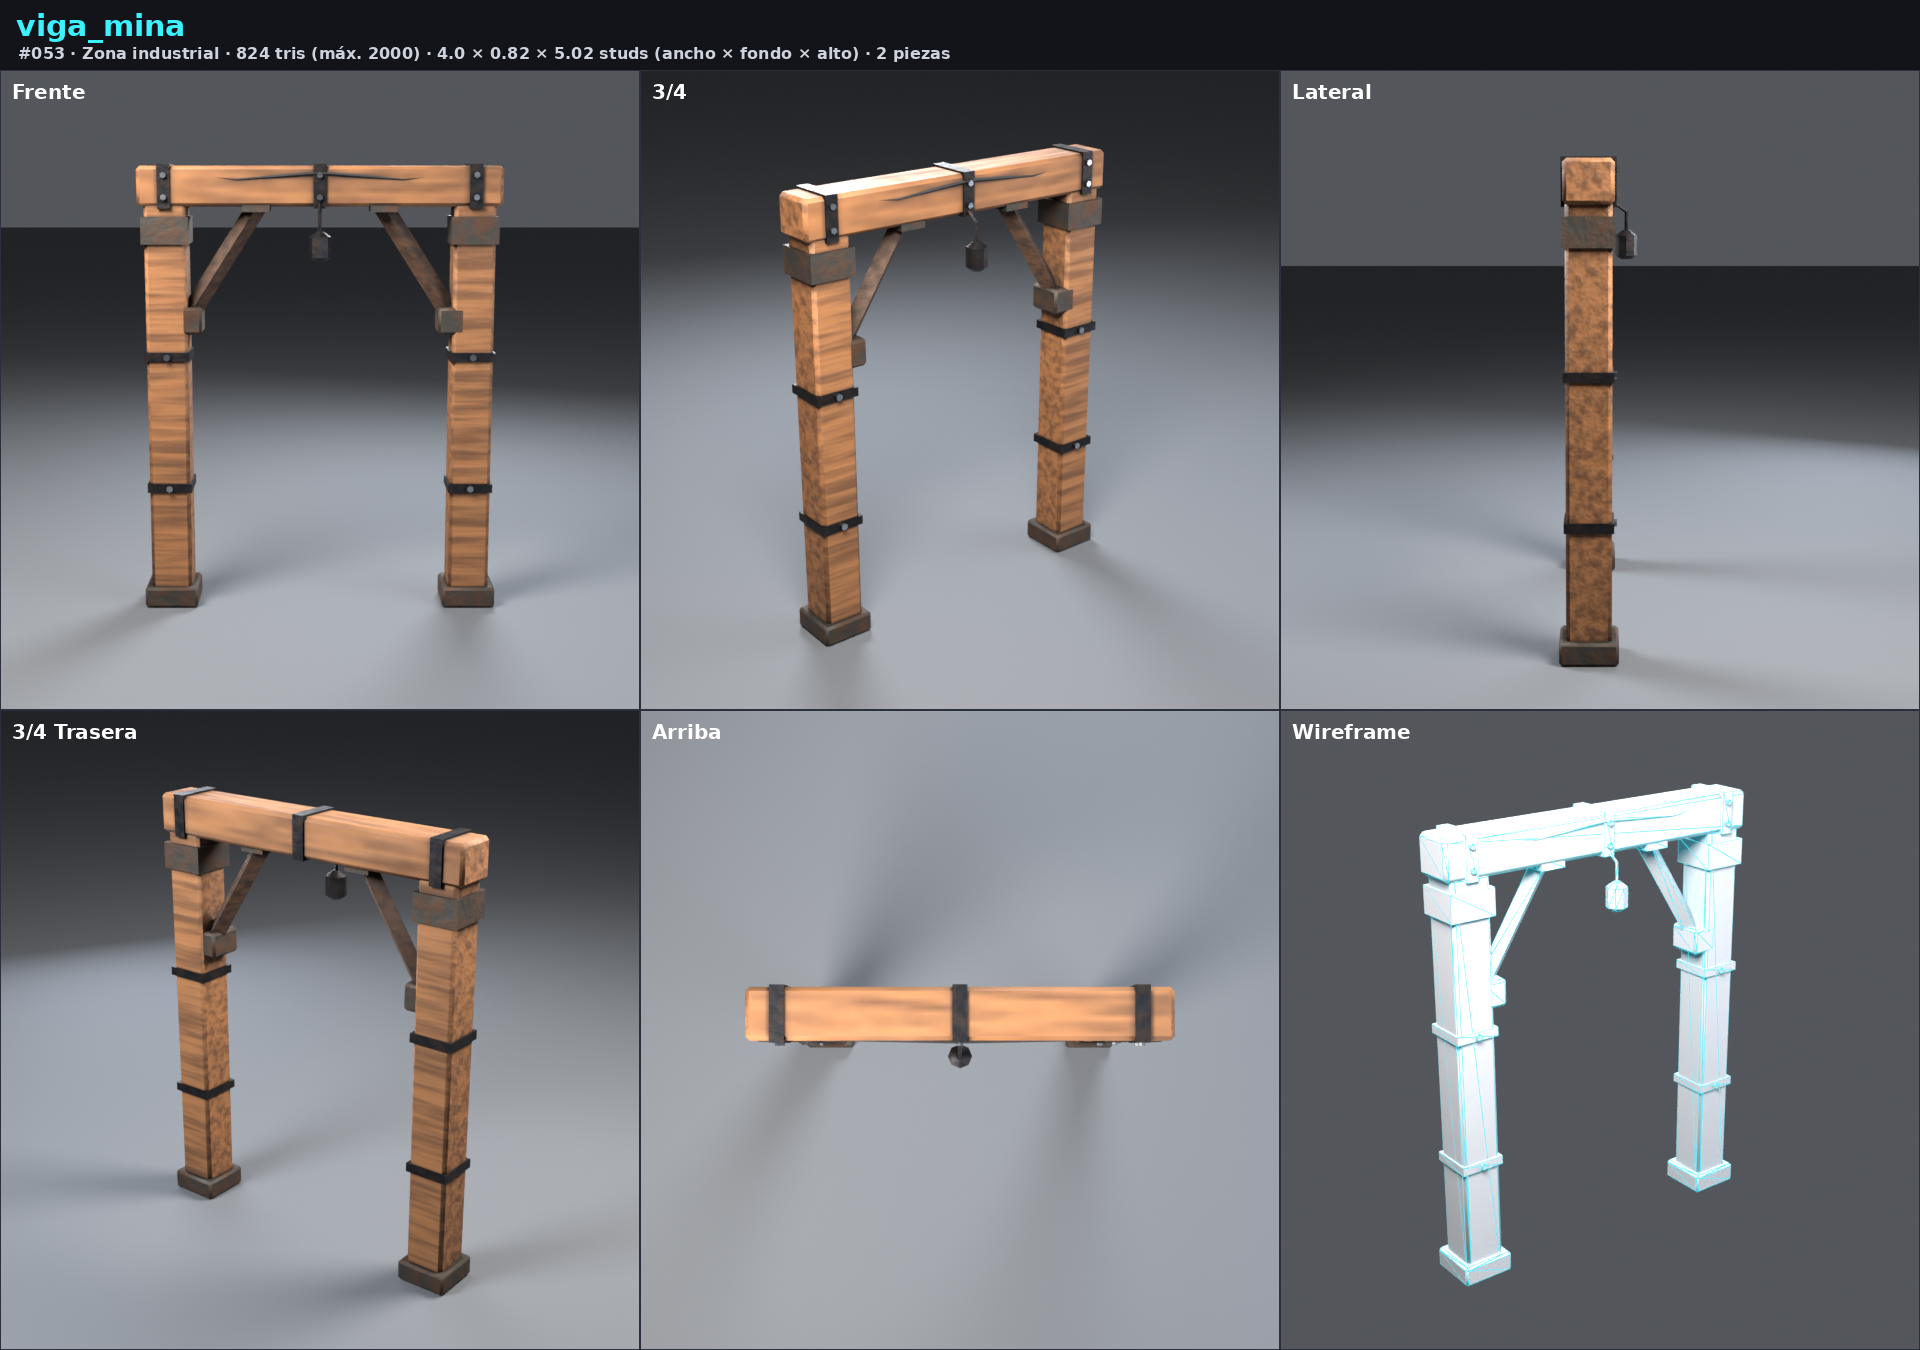 viga_mina
#053 · Zona industrial · 824 tris (máx. 2000) · 4.0 × 0.82 × 5.02 studs (ancho × fondo × alto) · 2 piezas
Frente
3/4
Lateral
3/4 Trasera
Arriba
Wireframe